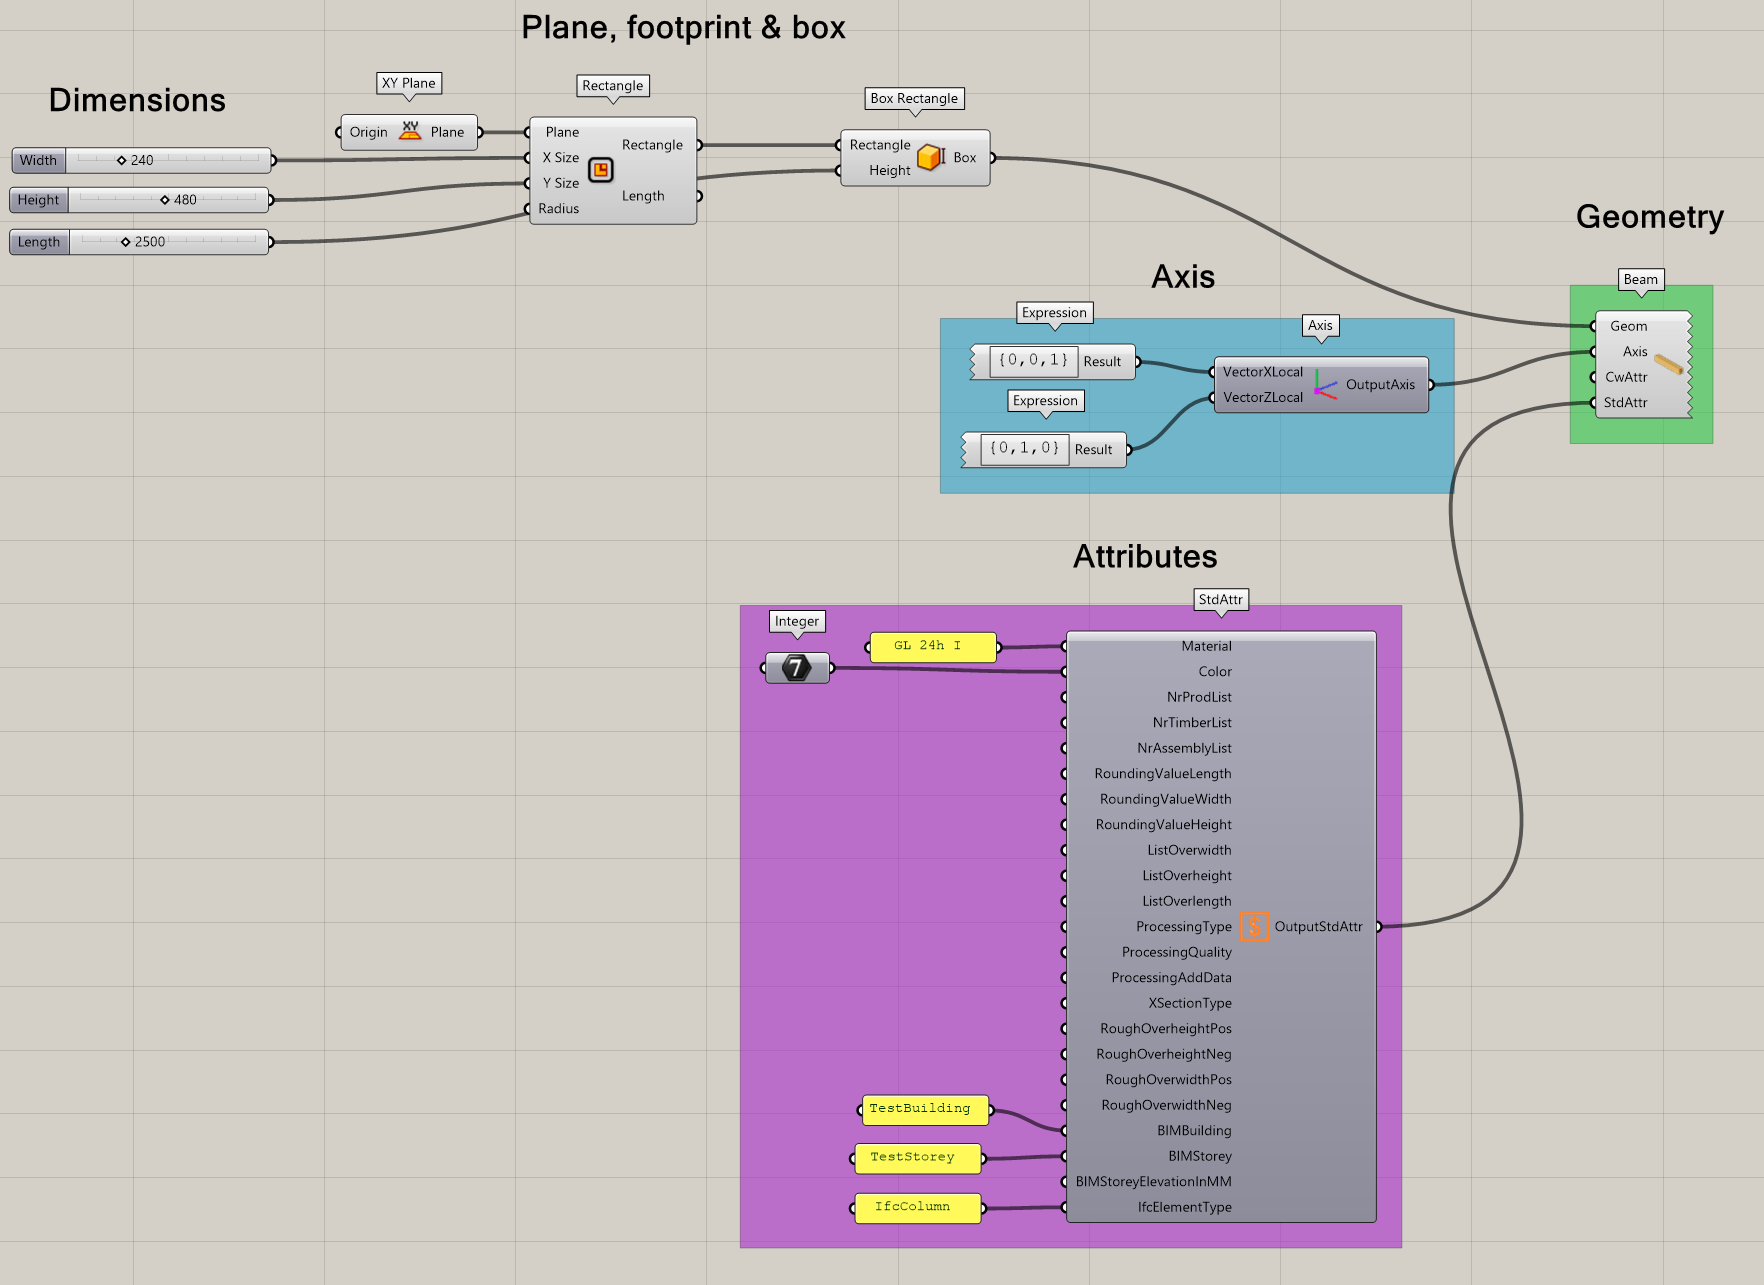 Plane, footprint & box
Dimensions
XY Plane
Origin XY Plane
Rectangle
Plane
X Size
Y Size
Radius
Rectangle
Length
Box Rectangle
Rectangle
Height
Box
Width 240
Height 480
Length 2500
Geometry
Beam
Geom
Axis
CwAttr
StdAttr
Axis
Expression
{0,0,1} Result
Expression
{0,1,0} Result
Axis
VectorXLocal
VectorZLocal
OutputAxis
Attributes
StdAttr
Integer
7
GL 24h I
Material
Color
NrProdList
NrTimberList
NrAssemblyList
RoundingValueLength
RoundingValueWidth
RoundingValueHeight
ListOverwidth
ListOverheight
ListOverlength
ProcessingType
ProcessingQuality
ProcessingAddData
XSectionType
RoughOverheightPos
RoughOverheightNeg
RoughOverwidthPos
RoughOverwidthNeg
BIMBuilding
BIMStorey
BIMStoreyElevationInMM
IfcElementType
S OutputStdAttr
TestBuilding
TestStorey
IfcColumn